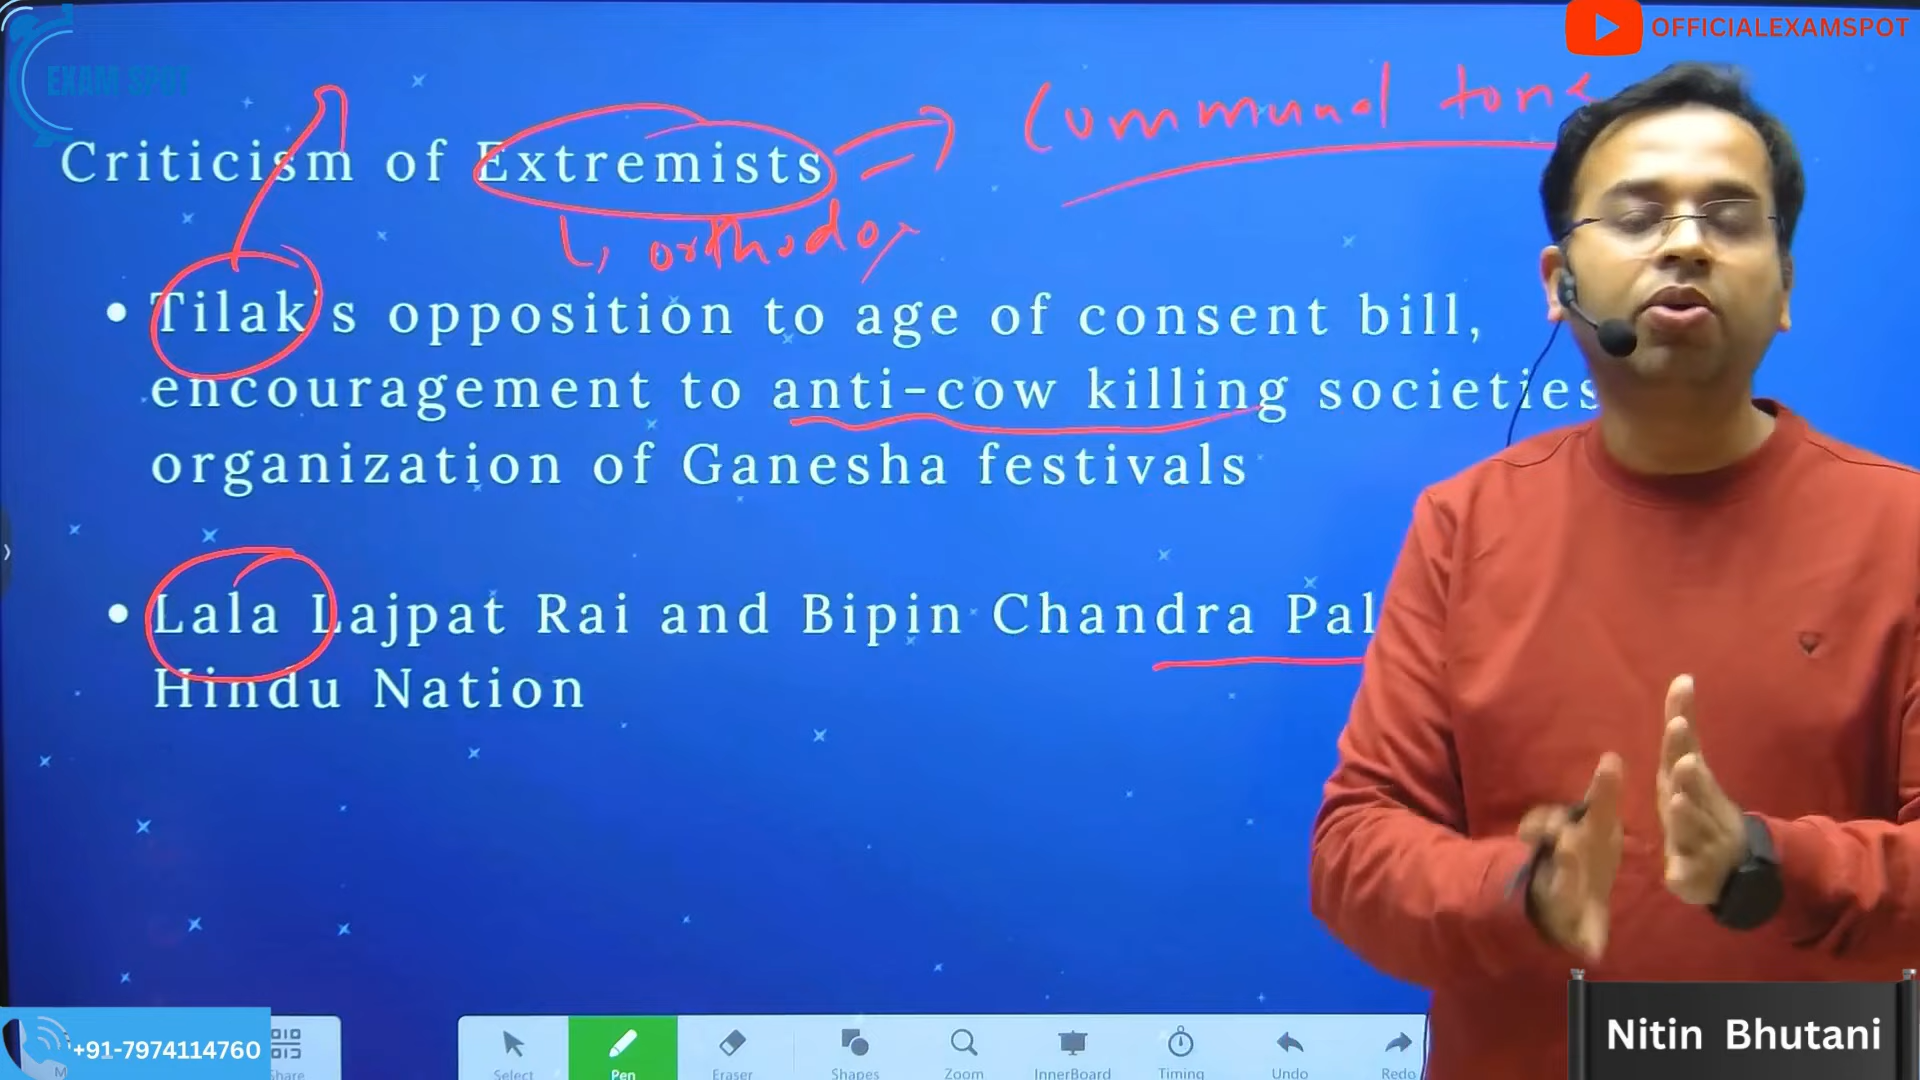 OFFICIALEXAMSPOT
EXAM SPOT
Communal tone
Criticism of Extremists
orthodox
• Tilak's opposition to age of consent bill,
encouragement to anti-cow killing societies
organization of Ganesha festivals
• Lala Lajpat Rai and Bipin Chandra Pal
Hindu Nation
+91-7974114760
Share
Select
Pen
Eraser
Shapes
Zoom
InnerBoard
Timing
Undo
Redo
Nitin Bhutani